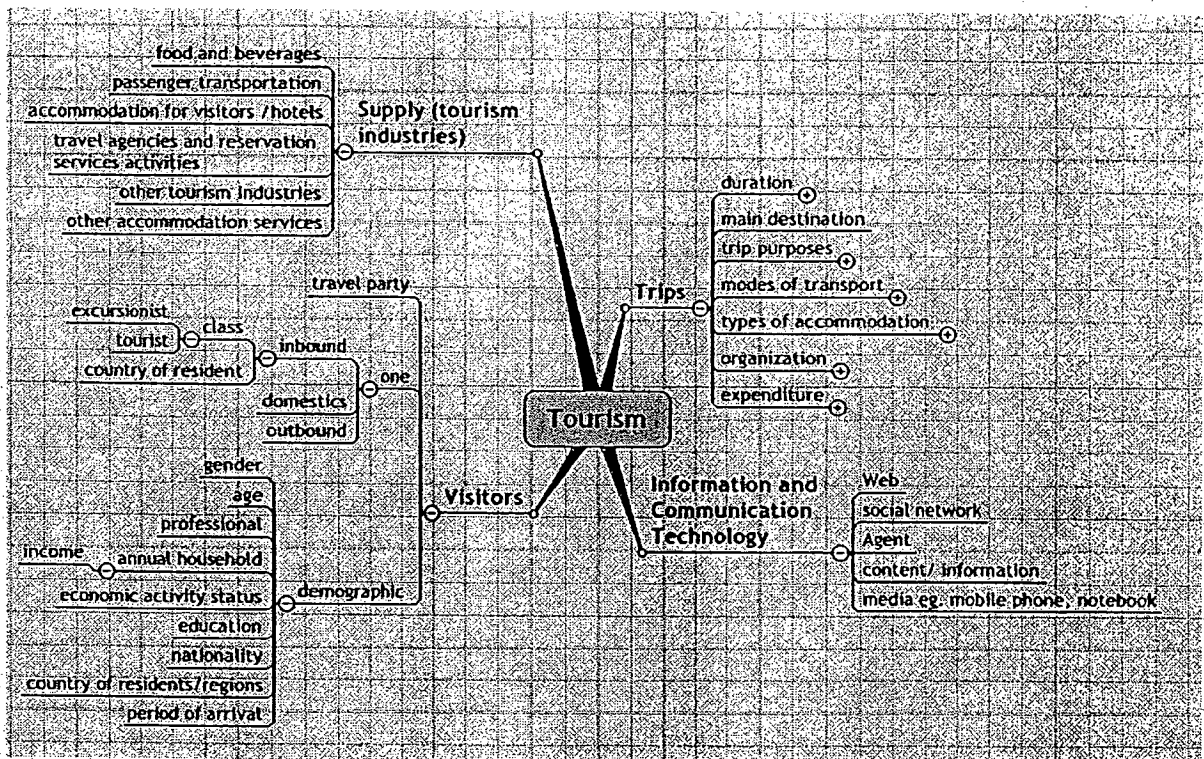 food and beverages
passenger transportation
accommodation for visitors /hotels
travel agencies and reservation
services activities
other tourism industries
other accommodation services
Supply (tourism
industries)
travel party
excursionist
tourist
class
country of resident
inbound
domestics
outbound
one
gender
age
professional
income
annual household
economic activity status
education
nationality
country of residents/regions
period of arrival
demographic
Visitors
Tourism
Trips
duration
main destination
trip purposes
modes of transport
types of accommodation
organization
expenditure
Information and
Communication
Technology
Web
social network
Agent
content/ information
media eg. mobile phone, notebook